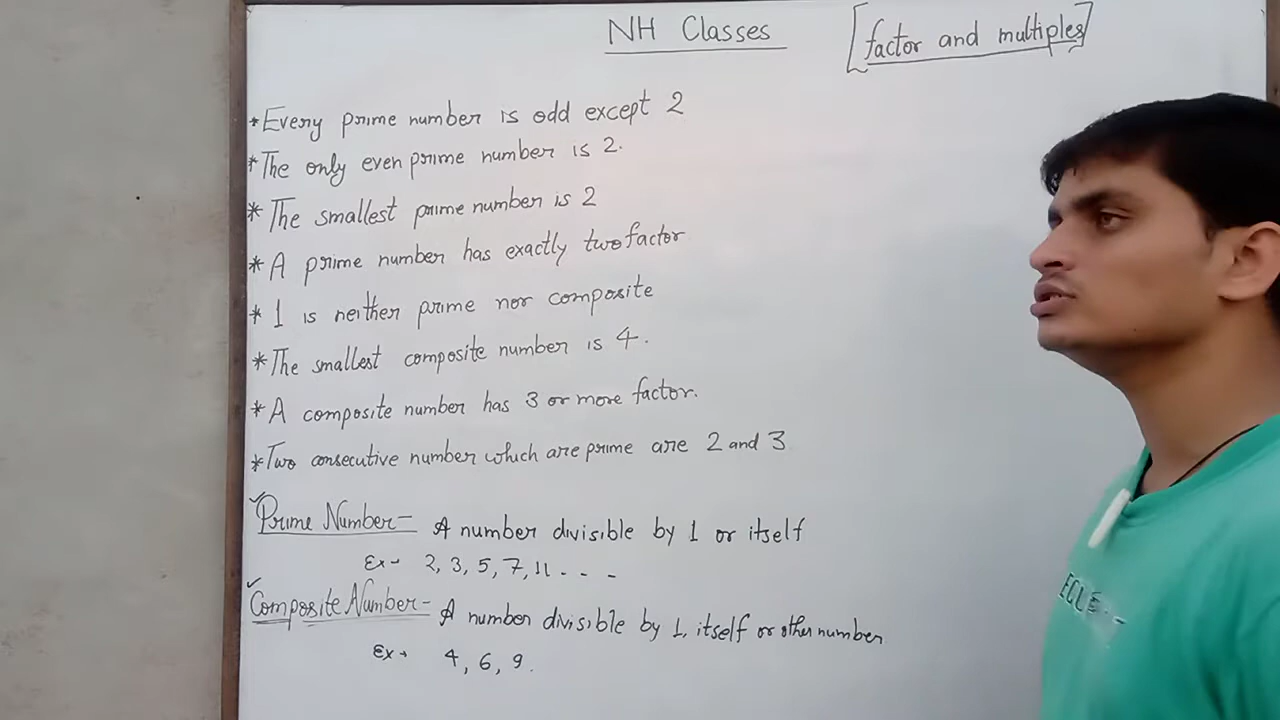 NH Classes [factor and multiples]
*Every prime number is odd except 2
*The only even prime number is 2.
*The smallest prime number is 2
*A prime number has exactly two factor
*1 is neither prime nor composite
*The smallest composite number is 4.
*A composite number has 3 or more factor.
*Two consecutive number which are prime are 2 and 3
✓Prime Number- A number divisible by 1 or itself
Ex- 2, 3, 5, 7, 11 - - -
✓Composite Number- A number divisible by 1, itself or other number
Ex- 4, 6, 9.